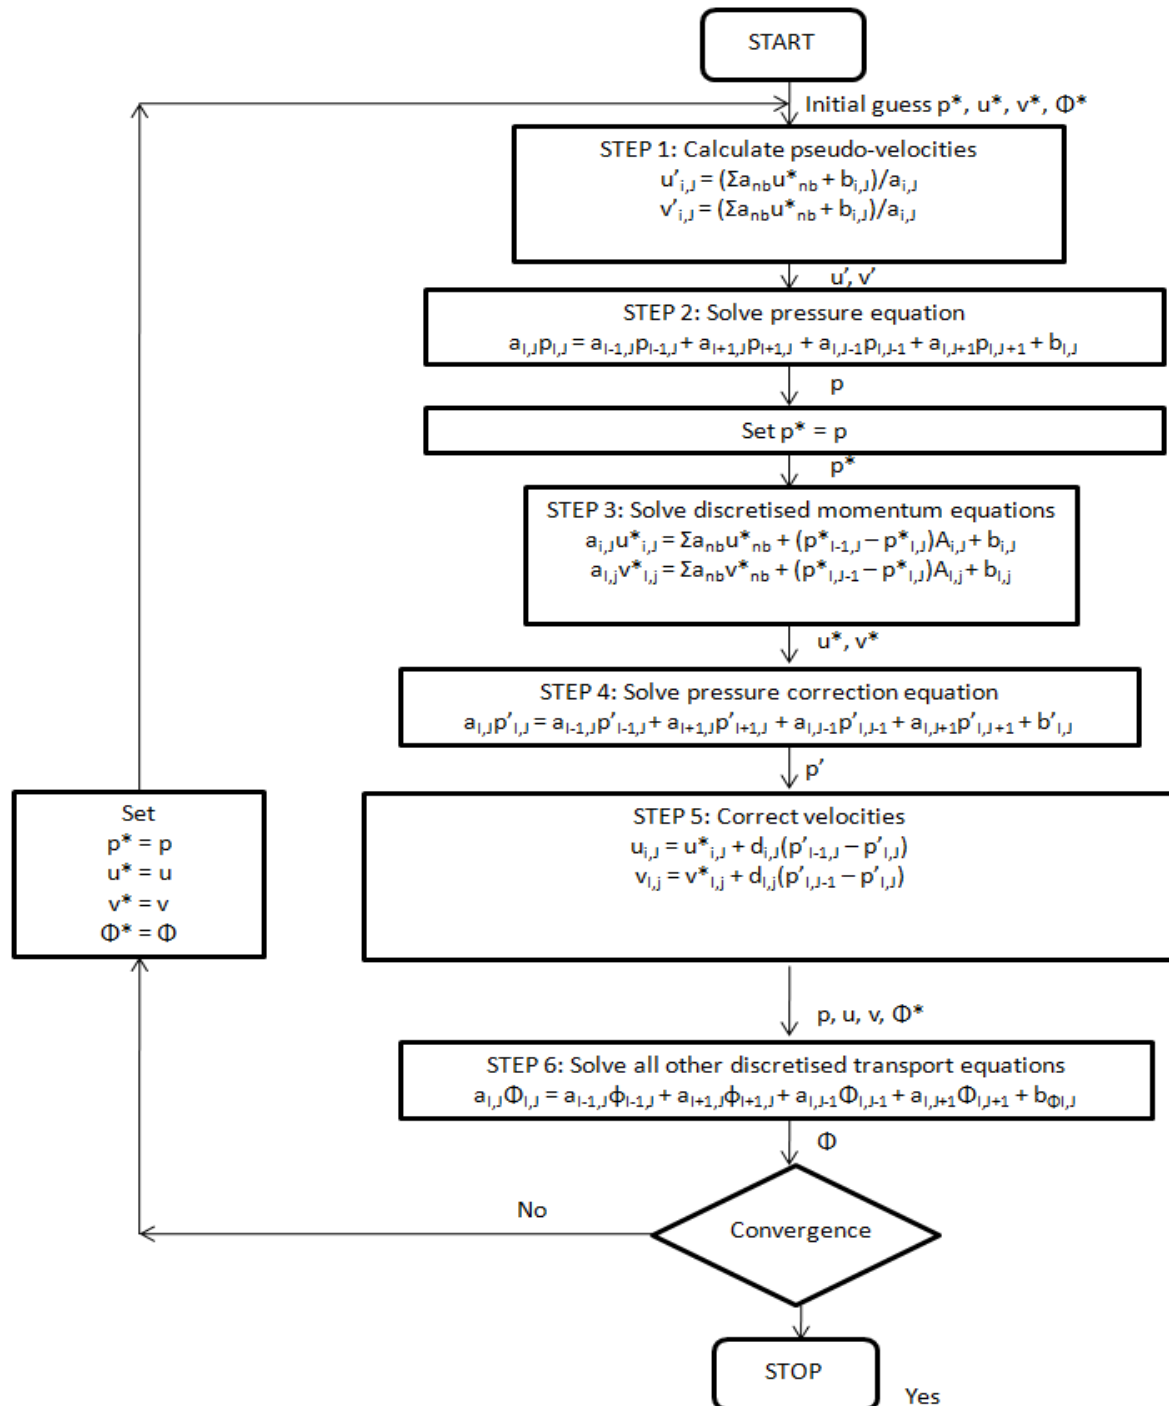 START
Initial guess p*, u*, v*, Φ*
STEP 1: Calculate pseudo-velocities
u'i,J = (Σanbu*nb + bi,J)/ai,J
v'i,J = (Σanbu*nb + bi,J)/ai,J
u', v'
STEP 2: Solve pressure equation
aI,JpI,J = aI-1,JpI-1,J + aI+1,JpI+1,J + aI,J-1pI,J-1 + aI,J+1pI,J+1 + bI,J
p
Set p* = p
p*
STEP 3: Solve discretised momentum equations
ai,Ju*i,J = Σanbu*nb + (p*I-1,J – p*I,J)Ai,J + bi,J
aI,jv*I,j = Σanbv*nb + (p*I,J-1 – p*I,J)AI,j + bI,j
u*, v*
STEP 4: Solve pressure correction equation
aI,Jp'I,J = aI-1,Jp'I-1,J + aI+1,Jp'I+1,J + aI,J-1p'I,J-1 + aI,J+1p'I,J+1 + b'I,J
p'
Set
p* = p
u* = u
v* = v
Φ* = Φ
STEP 5: Correct velocities
ui,J = u*i,J + di,J(p'I-1,J – p'I,J)
vI,j = v*I,j + dI,j(p'I,J-1 – p'I,J)
p, u, v, Φ*
STEP 6: Solve all other discretised transport equations
aI,JΦI,J = aI-1,JϕI-1,J + aI+1,JϕI+1,J + aI,J-1ΦI,J-1 + aI,J+1ΦI,J+1 + bΦI,J
Φ
No
Convergence
STOP
Yes